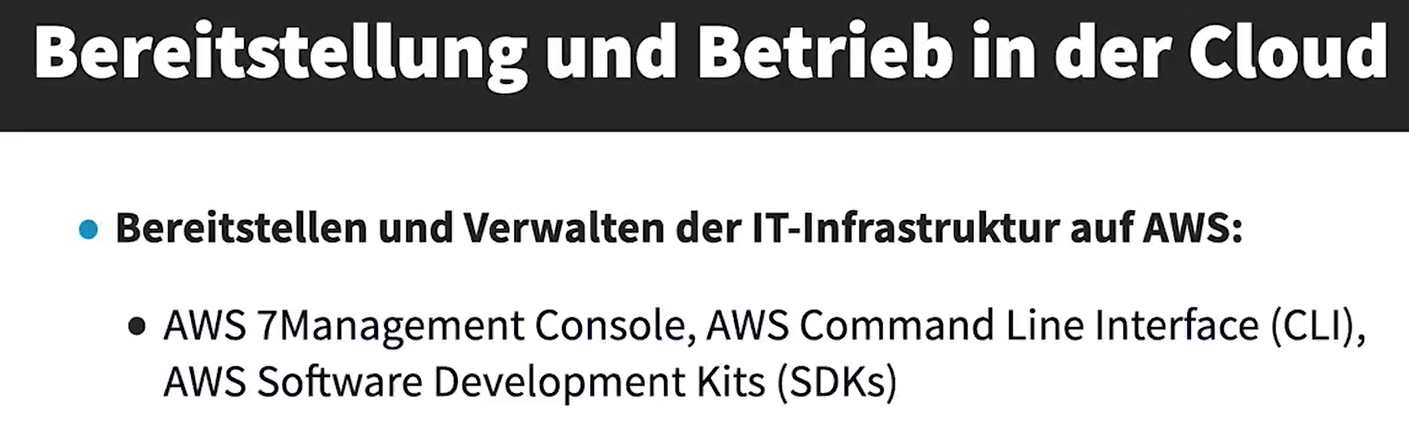 Bereitstellung und Betrieb in der Cloud
• Bereitstellen und Verwalten der IT-Infrastruktur auf AWS:
• AWS 7Management Console, AWS Command Line Interface (CLI),
AWS Software Development Kits (SDKs)